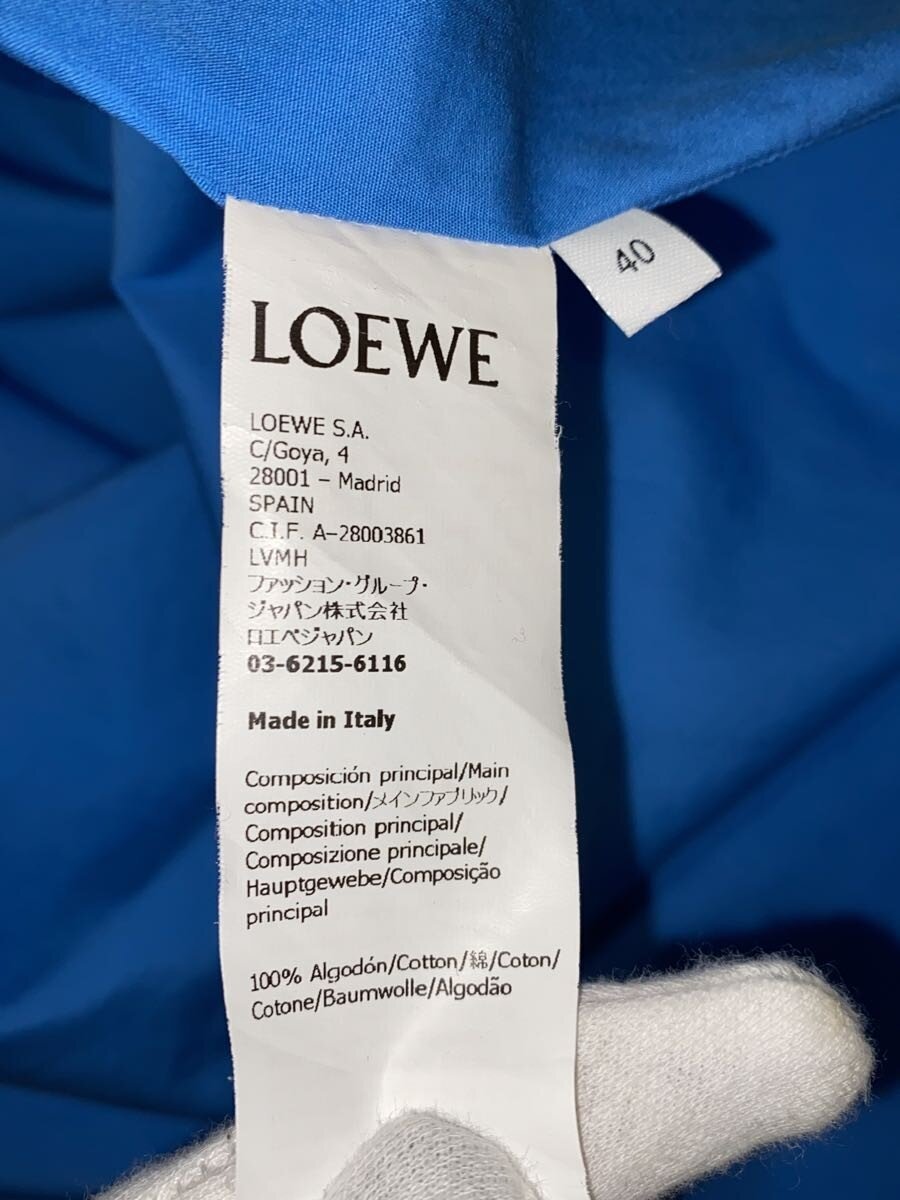 40
LOEWE
LOEWE S.A.
C/Goya, 4
28001 – Madrid
SPAIN
C.I.F. A-28003861
LVMH
ファッション・グループ・
ジャパン株式会社
ロエベジャパン
03-6215-6116
Made in Italy
Composición principal/Main
composition/メインファブリック/
Composition principal/
Composizione principale/
Hauptgewebe/Composição
principal
100% Algodón/Cotton/綿/Coton/
Cotone/Baumwolle/Algodão